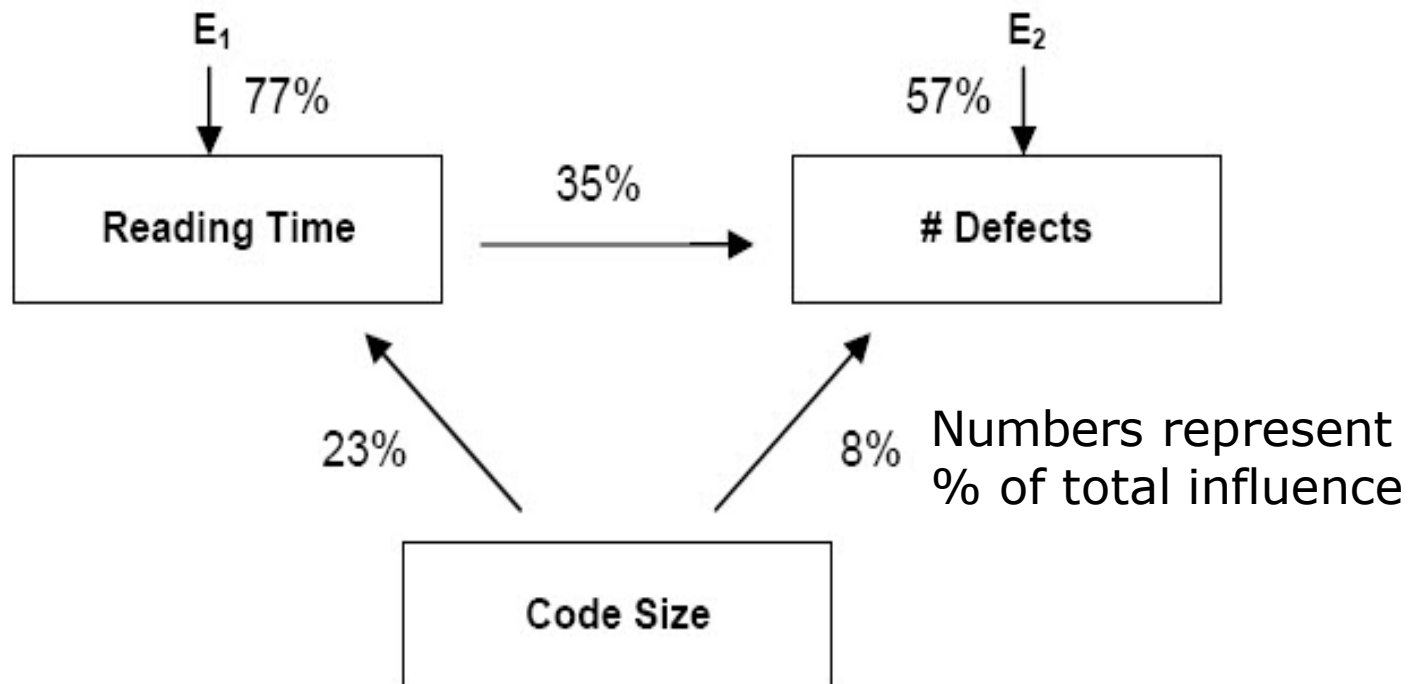 E₁
E₂
77%
57%
Reading Time
35%
# Defects
23%
8%
Numbers represent
% of total influence
Code Size